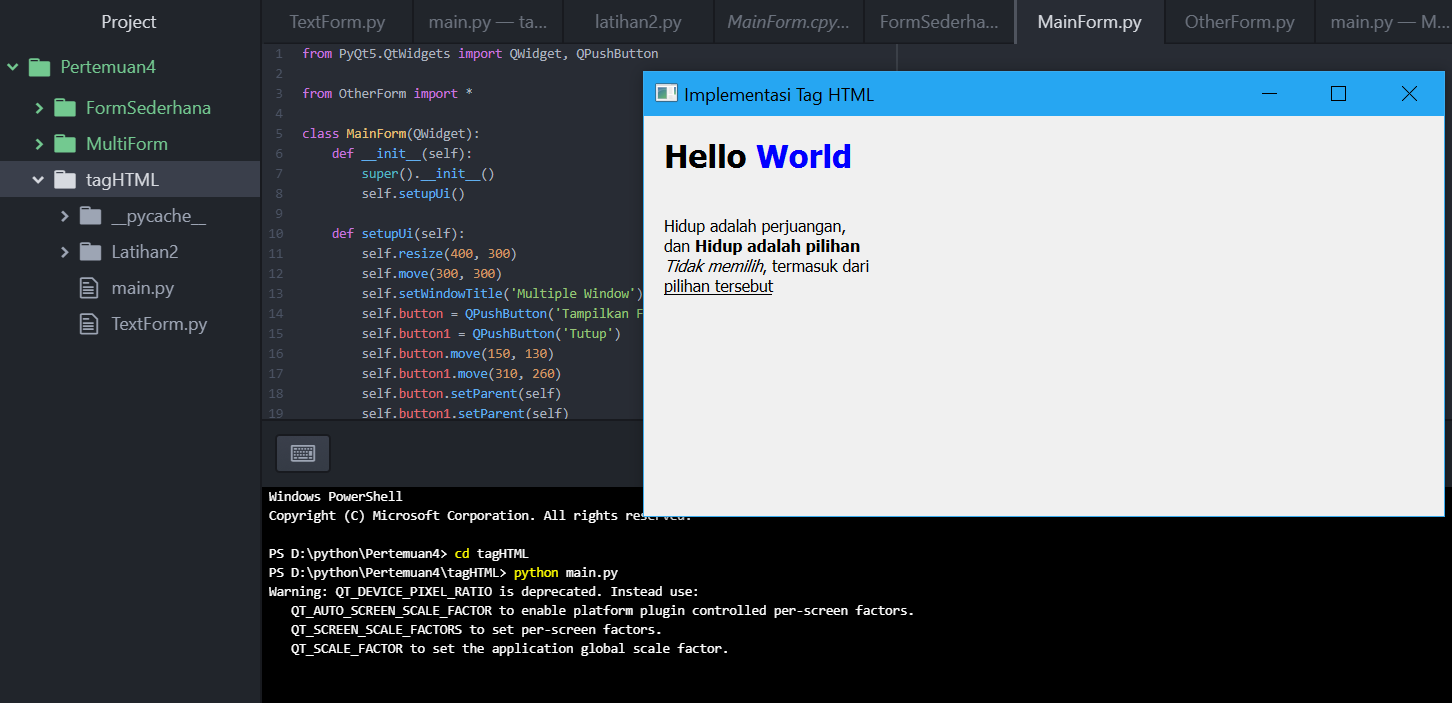 Project
Pertemuan4
FormSederhana
MultiForm
tagHTML
__pycache__
Latihan2
main.py
TextForm.py
TextForm.py
main.py — ta...
latihan2.py
MainForm.cpy...
FormSederha...
MainForm.py
OtherForm.py
main.py — M...
1 from PyQt5.QtWidgets import QWidget, QPushButton
2
3 from OtherForm import *
4
5 class MainForm(QWidget):
6 def __init__(self):
7 super().__init__()
8 self.setupUi()
9
10 def setupUi(self):
11 self.resize(400, 300)
12 self.move(300, 300)
13 self.setWindowTitle('Multiple Window')
14 self.button = QPushButton('Tampilkan F
15 self.button1 = QPushButton('Tutup')
16 self.button.move(150, 130)
17 self.button1.move(310, 260)
18 self.button.setParent(self)
19 self.button1.setParent(self)
Implementasi Tag HTML
Hello World
Hidup adalah perjuangan,
dan Hidup adalah pilihan
Tidak memilih, termasuk dari
pilihan tersebut
Windows PowerShell
Copyright (C) Microsoft Corporation. All rights reserved.
PS D:\python\Pertemuan4> cd tagHTML
PS D:\python\Pertemuan4\tagHTML> python main.py
Warning: QT_DEVICE_PIXEL_RATIO is deprecated. Instead use:
QT_AUTO_SCREEN_SCALE_FACTOR to enable platform plugin controlled per-screen factors.
QT_SCREEN_SCALE_FACTORS to set per-screen factors.
QT_SCALE_FACTOR to set the application global scale factor.